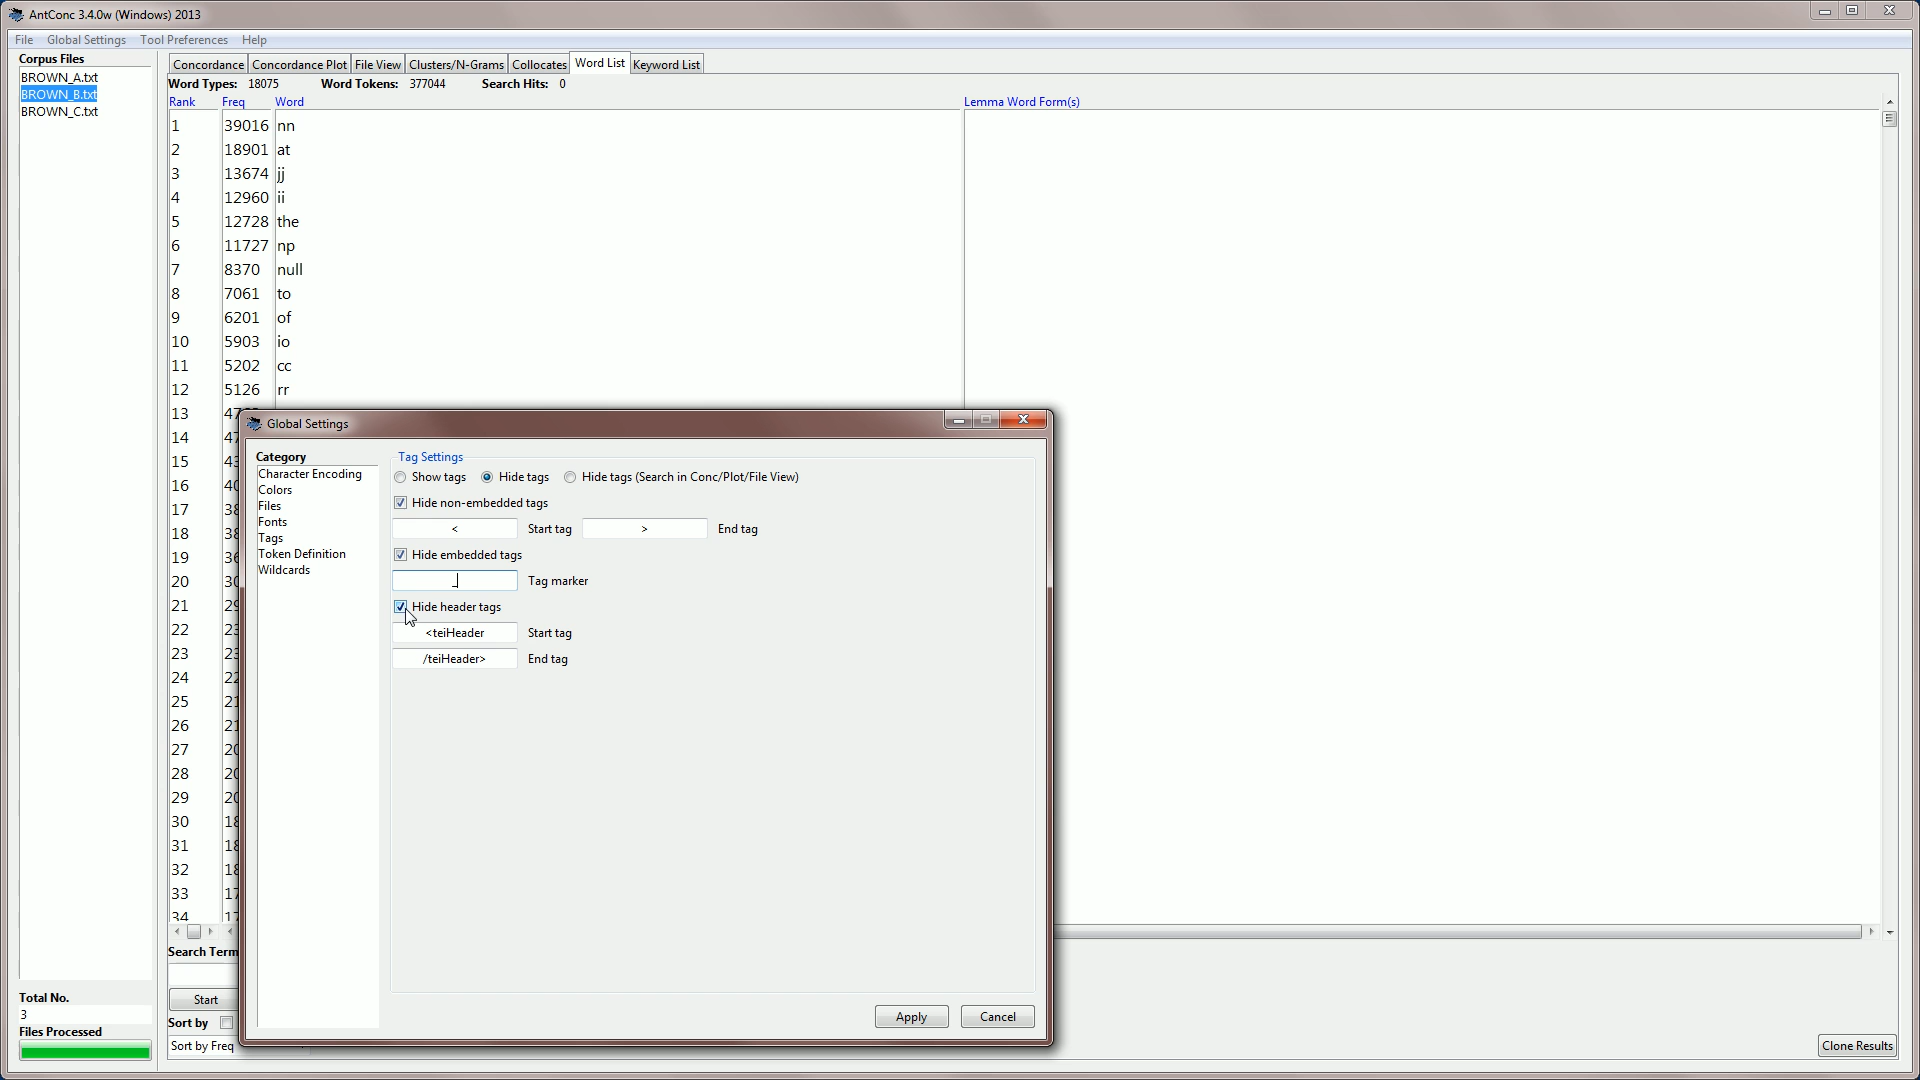 AntConc 3.4.0w (Windows) 2013
File Global Settings Tool Preferences Help
Corpus Files
BROWN_A.txt
BROWN_B.txt
BROWN_C.txt
Concordance Concordance Plot File View Clusters/N-Grams Collocates Word List Keyword List
Word Types: 18075 Word Tokens: 377044 Search Hits: 0
Rank Freq Word Lemma Word Form(s)
1 39016 nn
2 18901 at
3 13674 jj
4 12960 ii
5 12728 the
6 11727 np
7 8370 null
8 7061 to
9 6201 of
10 5903 io
11 5202 cc
12 5126 rr
13
14
15
16
17
18
19
20
21
22
23
24
25
26
27
28
29
30
31
32
33
34
Global Settings
Category
Character Encoding
Colors
Files
Fonts
Tags
Token Definition
Wildcards
Tag Settings
Show tags Hide tags Hide tags (Search in Conc/Plot/File View)
Hide non-embedded tags
< Start tag > End tag
Hide embedded tags
_ Tag marker
Hide header tags
<teiHeader Start tag
/teiHeader> End tag
Apply Cancel
Search Term
Start
Sort by
Sort by Freq
Total No.
3
Files Processed
Clone Results